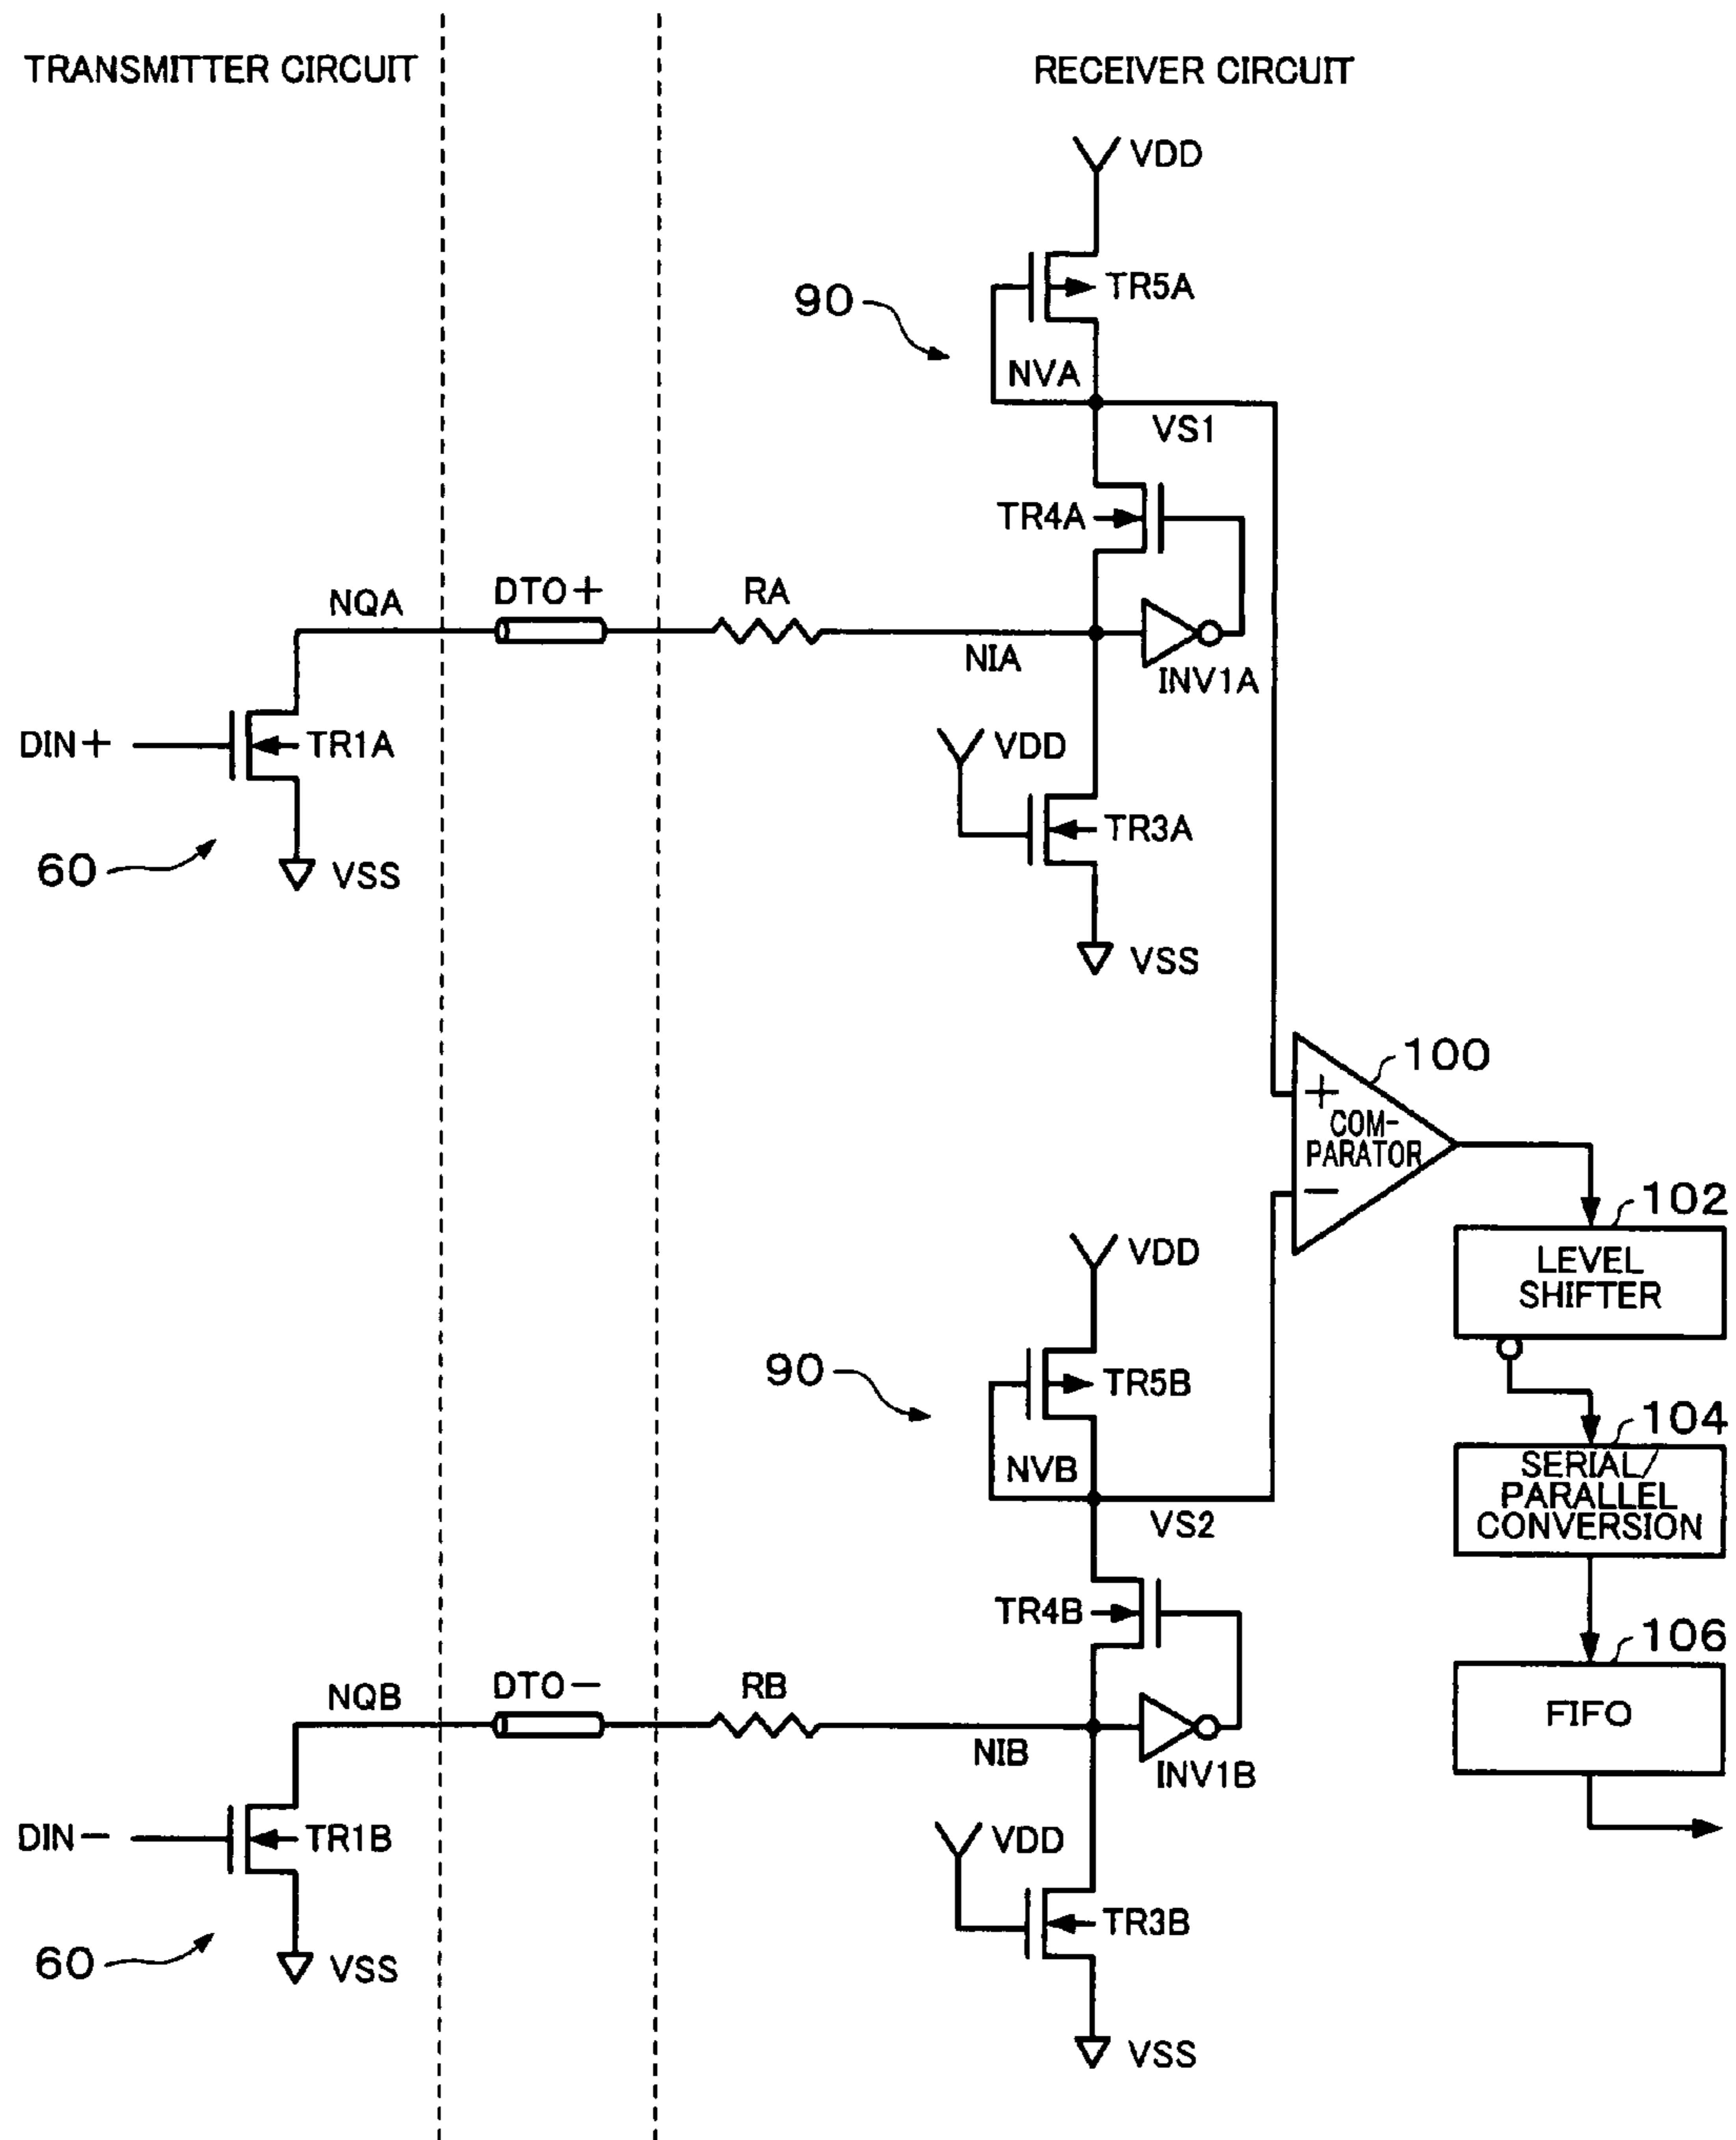 TRANSMITTER CIRCUIT
RECEIVER CIRCUIT
VDD
TR5A
90
NVA
VS1
TR4A
NQA
DTO+
RA
NIA
INV1A
DIN+
TR1A
VDD
TR3A
60
VSS
VSS
100
+
COM-
PARATOR
−
102
LEVEL
SHIFTER
VDD
TR5B
90
104
SERIAL/
PARALLEL
CONVERSION
NVB
VS2
TR4B
106
FIFO
NQB
DTO−
RB
NIB
INV1B
DIN−
TR1B
VDD
TR3B
60
VSS
VSS